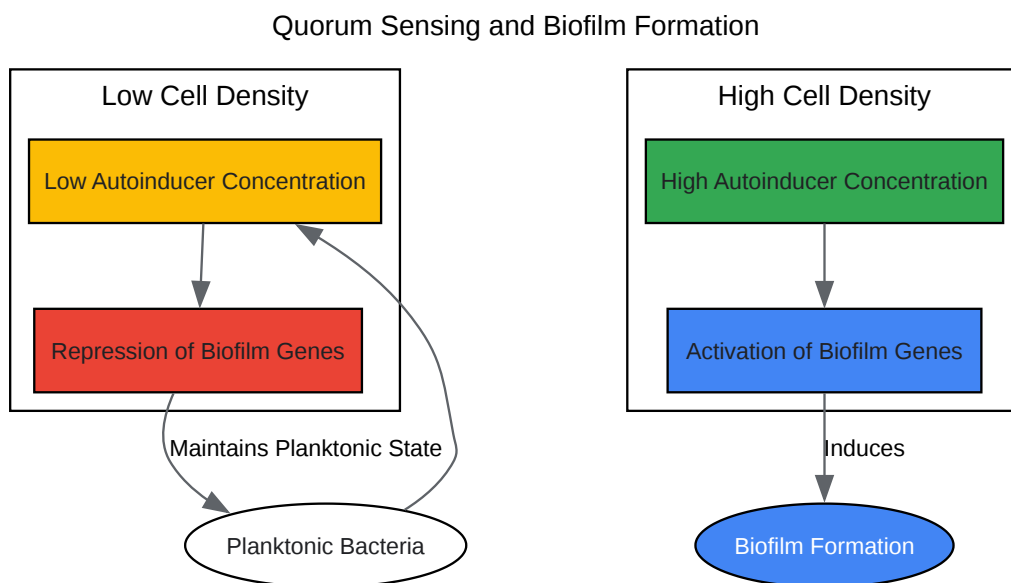 Quorum Sensing and Biofilm Formation
Low Cell Density
Low Autoinducer Concentration
Repression of Biofilm Genes
Maintains Planktonic State
Planktonic Bacteria
High Cell Density
High Autoinducer Concentration
Activation of Biofilm Genes
Induces
Biofilm Formation